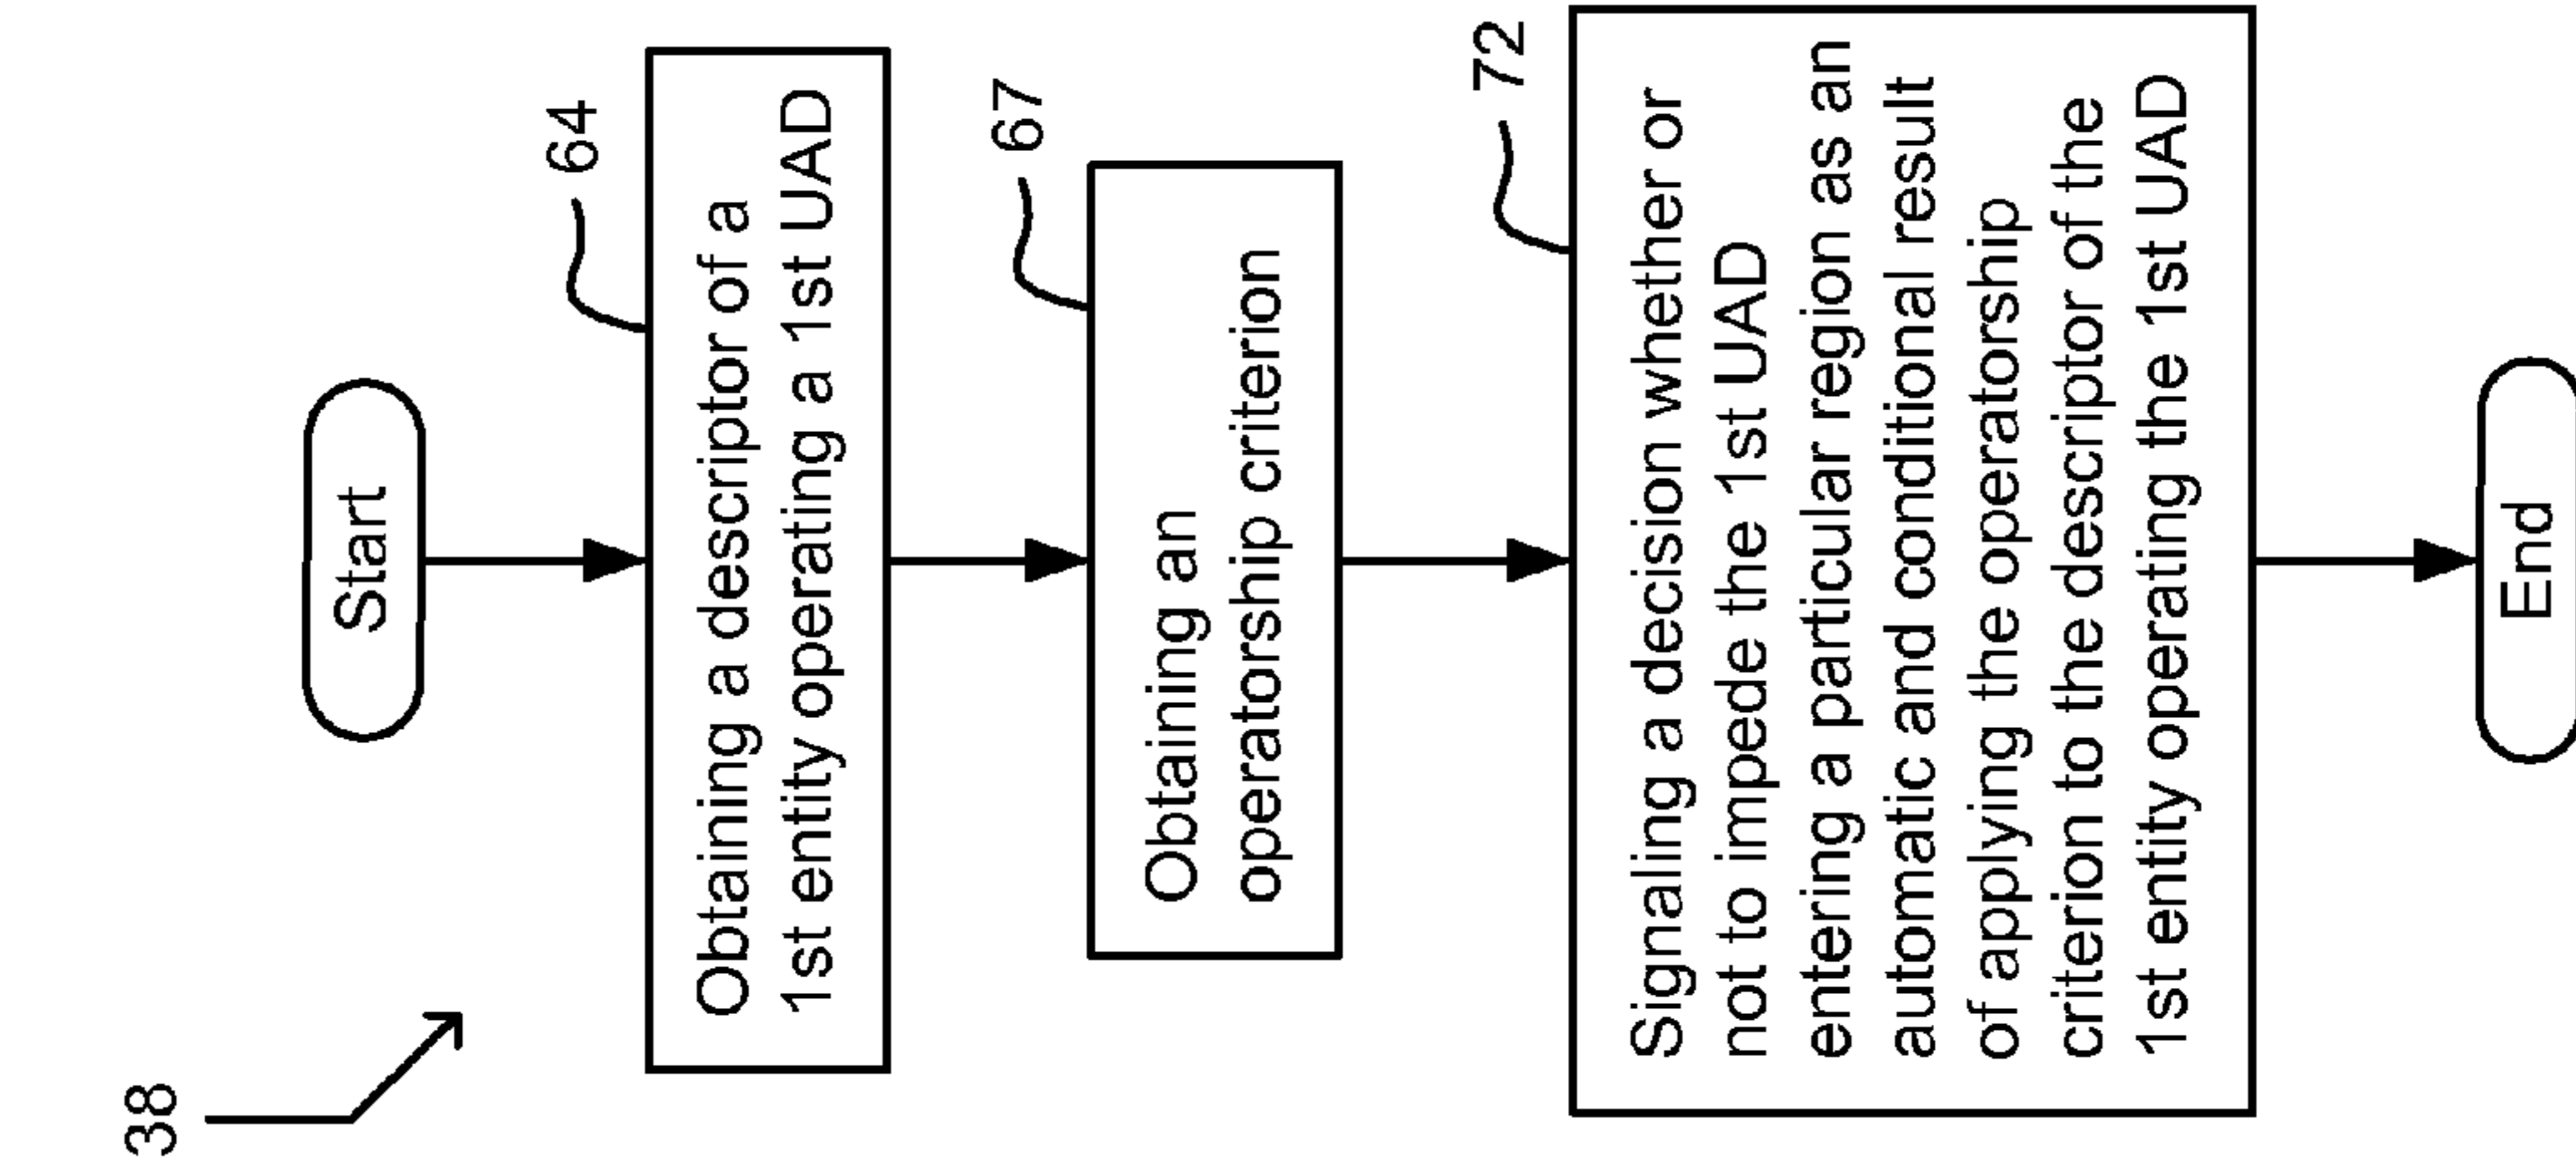 38
Start
64
Obtaining a descriptor of a
1st entity operating a 1st UAD
67
Obtaining an
operatorship criterion
72
Signaling a decision whether or
not to impede the 1st UAD
entering a particular region as an
automatic and conditional result
of applying the operatorship
criterion to the descriptor of the
1st entity operating the 1st UAD
End